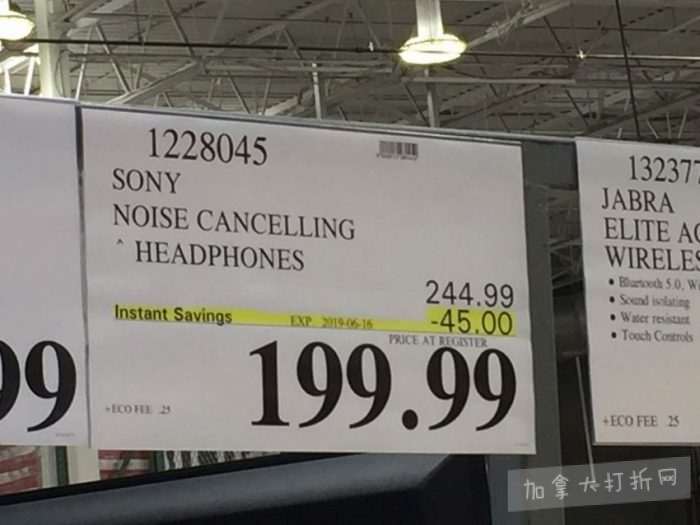 1228045
SONY
NOISE CANCELLING
^ HEADPHONES
244.99
Instant Savings EXP. 2019-06-16 -45.00
PRICE AT REGISTER
199.99
+ECO FEE .25
99
13237
JABRA
ELITE AC
WIRELES
• Bluetooth 5.0, Wi
• Sound isolating
• Water resistant
• Touch Controls
+ECO FEE 25
加拿大打折网